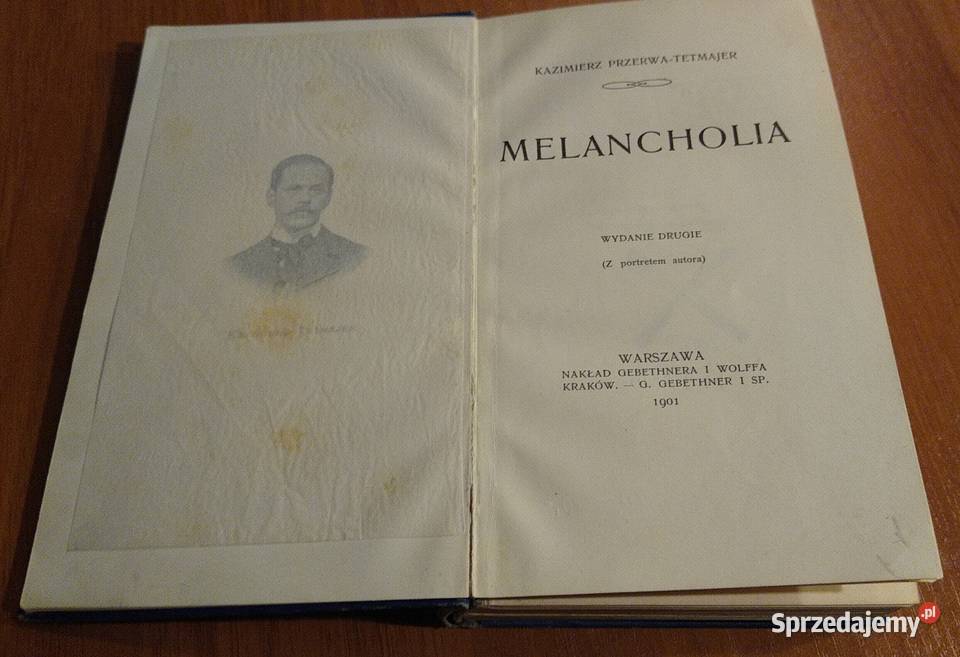 KAZIMIERZ PRZERWA-TETMAJER
MELANCHOLIA
WYDANIE DRUGIE
(Z portretem autora)
WARSZAWA
NAKŁAD GEBETHNERA I WOLFFA
KRAKÓW. — G. GEBETHNER I SP.
1901
Sprzedajemy.pl